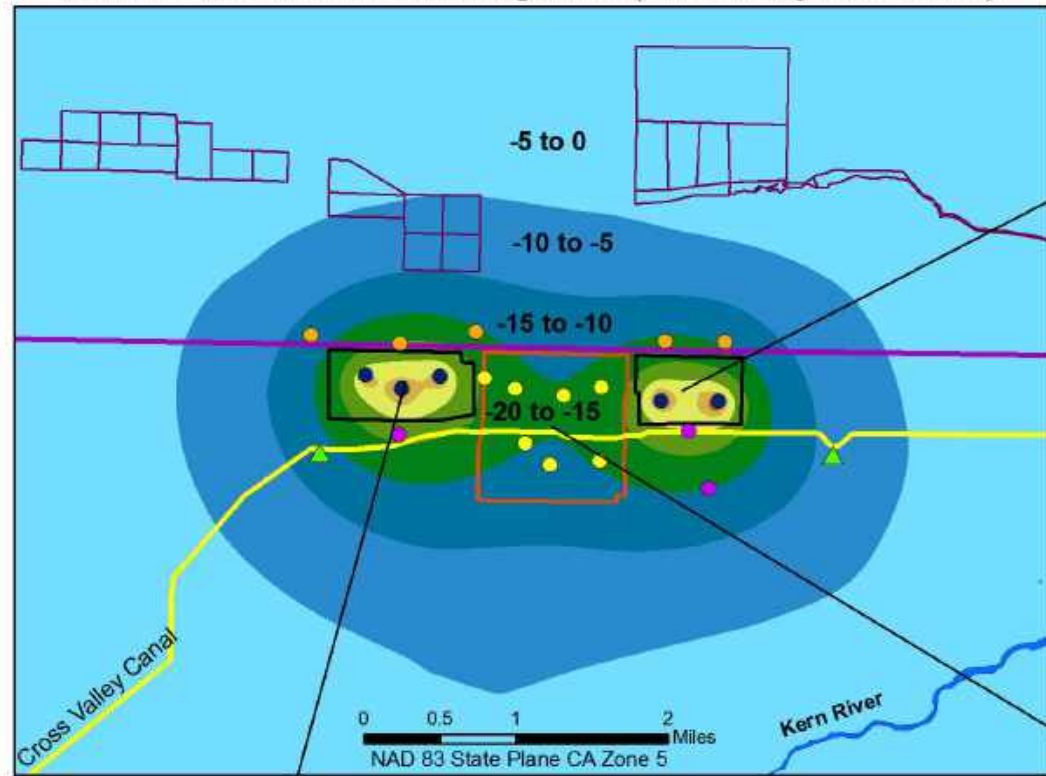 -5 to 0
-10 to -5
-15 to -10
-20 to -15
Cross Valley Canal
Kern River
0 0.5 1 2
Miles
NAD 83 State Plane CA Zone 5